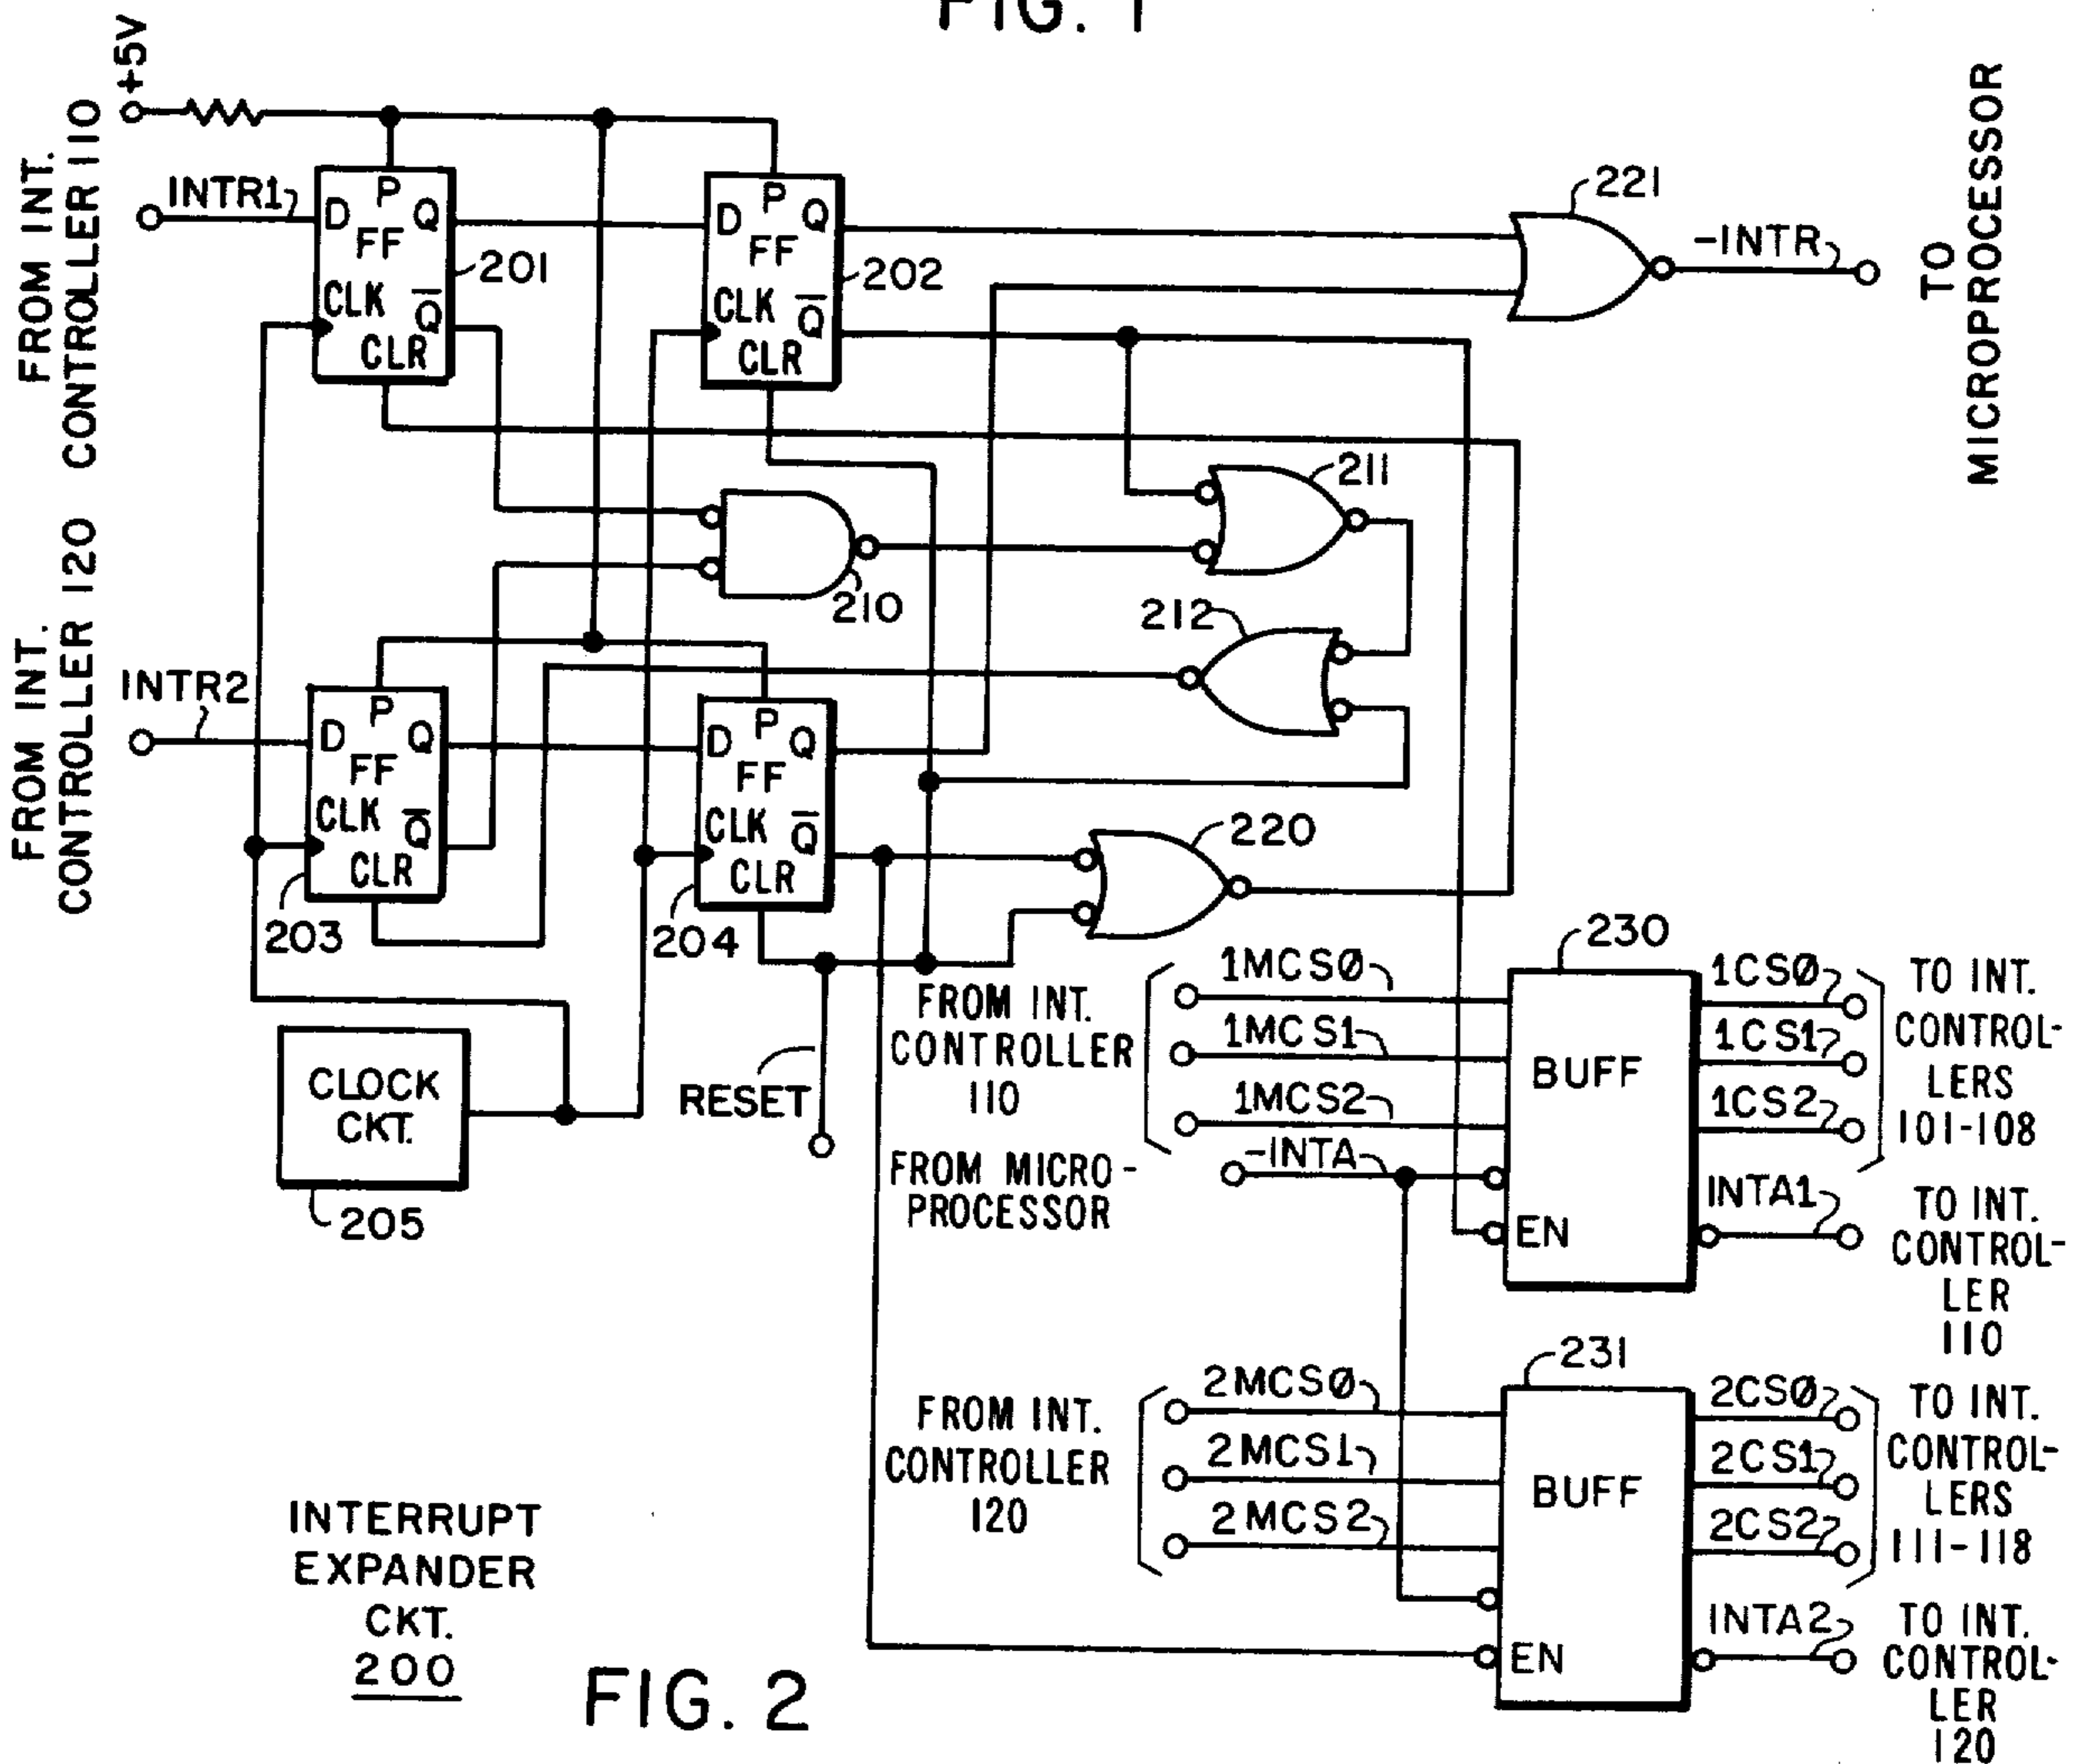 FIG. 1
+5V
FROM INT.
CONTROLLER 110
INTR1
D P Q
FF
CLK Q̅
CLR
201
D P Q
FF
CLK Q̅
CLR
202
221
-INTR
TO
MICROPROCESSOR
210
211
212
FROM INT.
CONTROLLER 120
INTR2
D P Q
FF
CLK Q̅
CLR
203
D P Q
FF
CLK Q̅
CLR
204
220
CLOCK
CKT.
205
RESET
FROM INT.
CONTROLLER
110
1MCSØ
1MCS1
1MCS2
FROM MICRO-
PROCESSOR
-INTA
230
BUFF
EN
1CSØ
1CS1
1CS2
TO INT.
CONTROL-
LERS
101-108
INTA1
TO INT.
CONTROL-
LER
110
FROM INT.
CONTROLLER
120
2MCSØ
2MCS1
2MCS2
231
BUFF
EN
2CSØ
2CS1
2CS2
TO INT.
CONTROL-
LERS
111-118
INTA2
TO INT.
CONTROL-
LER
120
INTERRUPT
EXPANDER
CKT.
200
FIG. 2